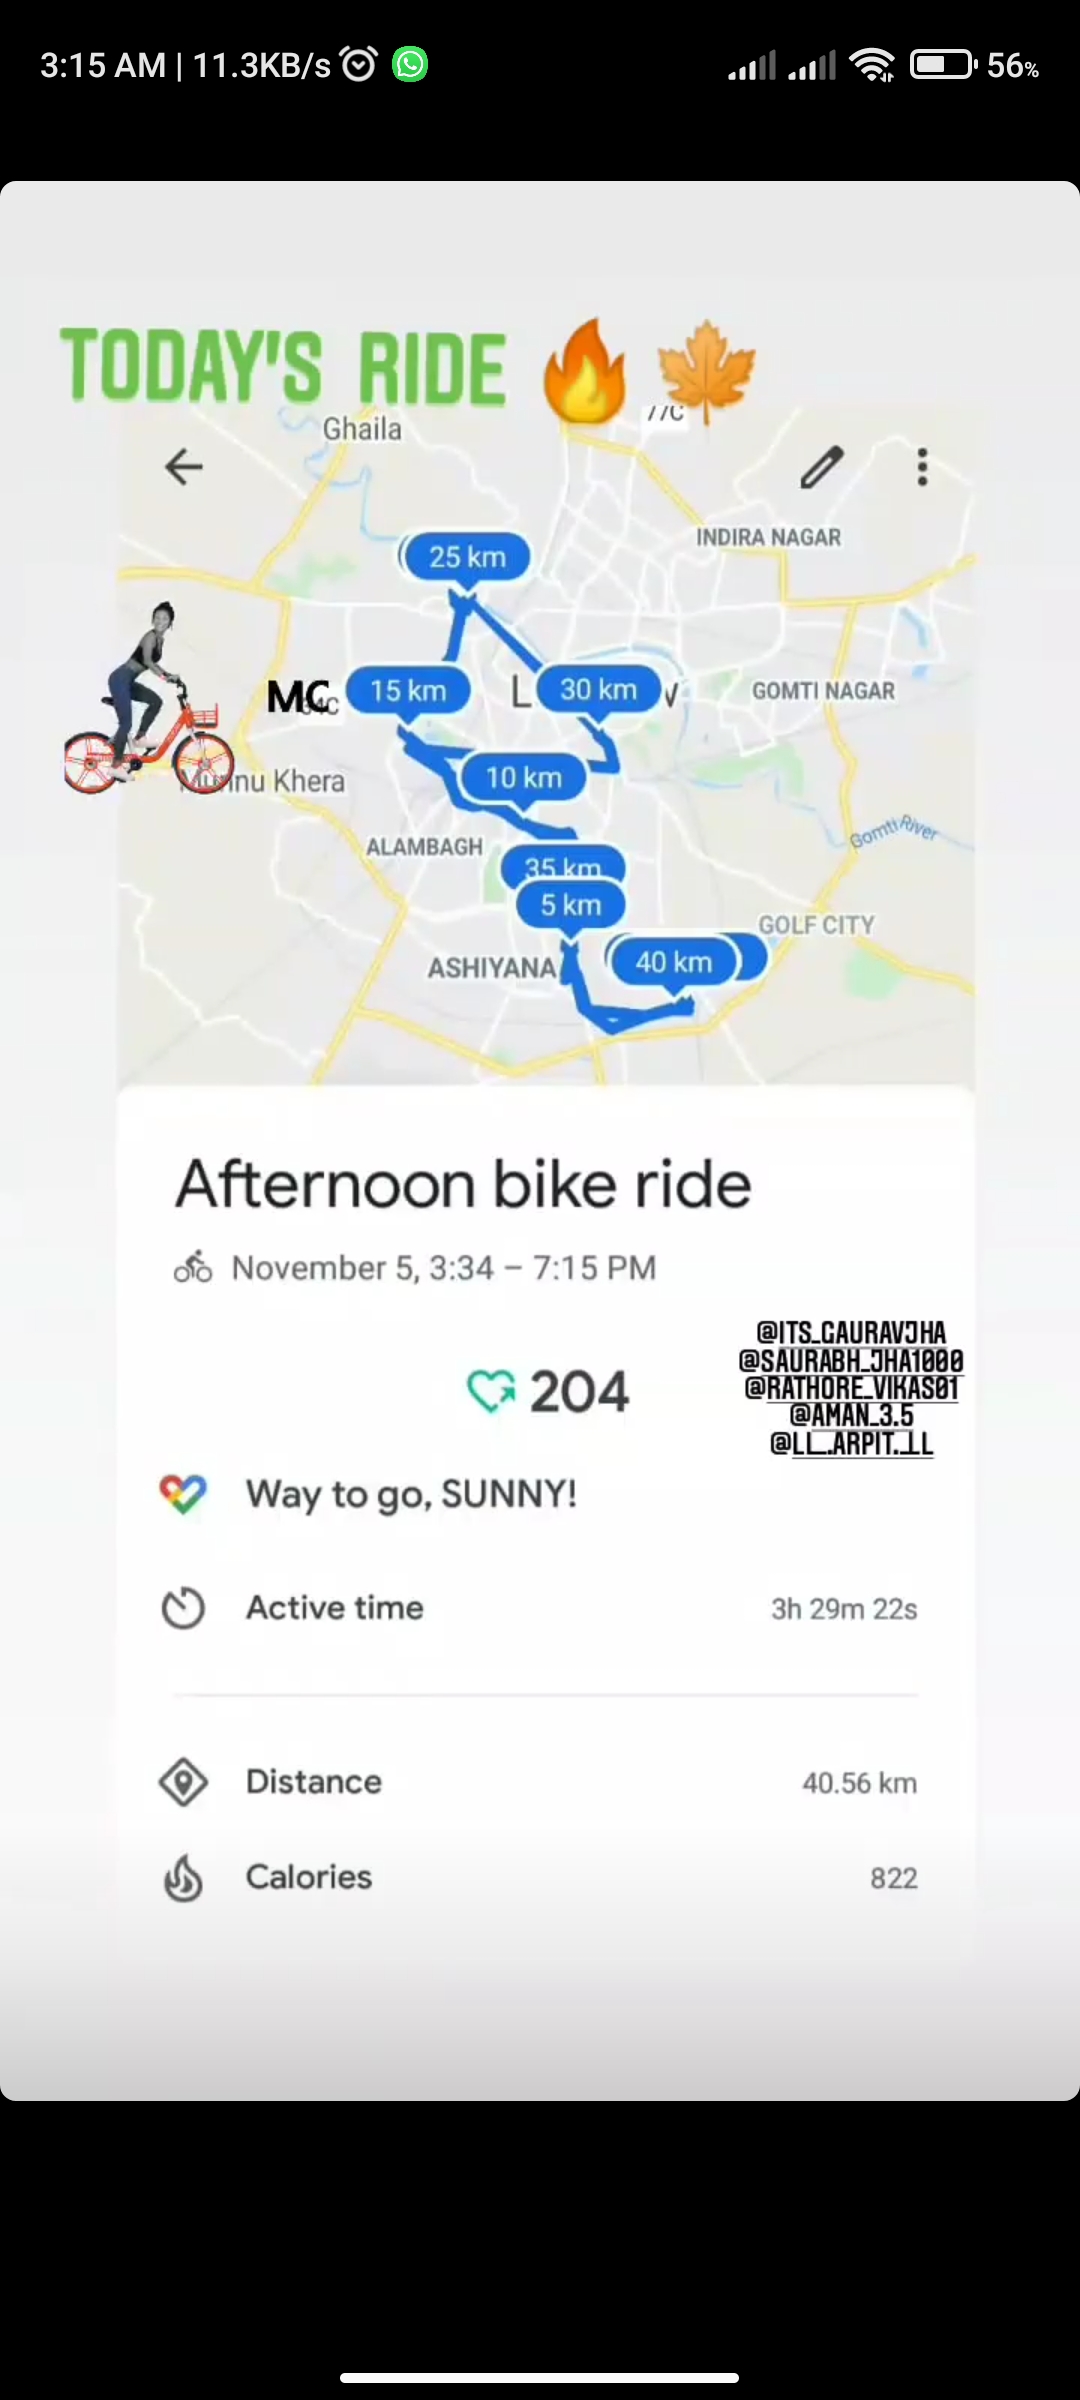 3:15 AM | 11.3KB/s
56%
TODAY'S RIDE
77C
Ghaila
INDIRA NAGAR
25 km
MC
15 km
L
30 km
GOMTI NAGAR
nu Khera
10 km
Gomti River
ALAMBAGH
35 km
5 km
GOLF CITY
ASHIYANA
40 km
Afternoon bike ride
November 5, 3:34 – 7:15 PM
@ITS_GAURAVJHA
@SAURABH_JHA1000
204
@RATHORE_VIKAS01
@AMAN_3.5
@LL_.ARPIT._LL
Way to go, SUNNY!
Active time 3h 29m 22s
Distance 40.56 km
Calories 822